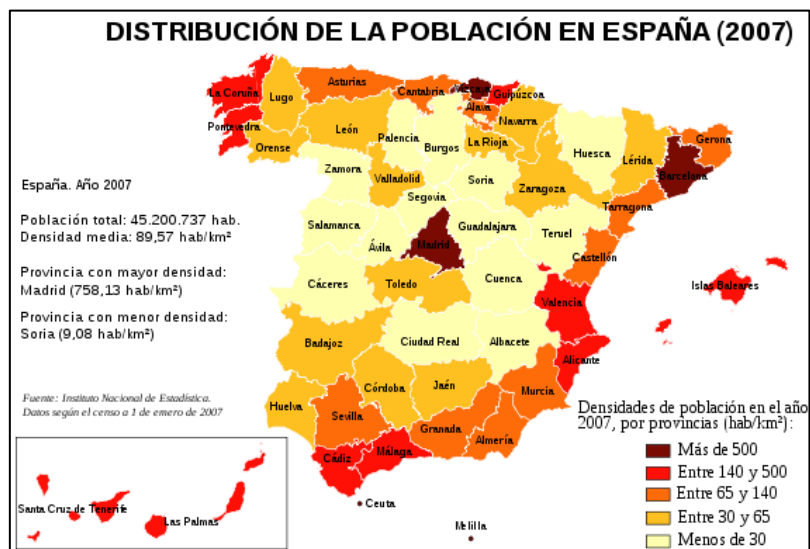 DISTRIBUCIÓN DE LA POBLACIÓN EN ESPAÑA (2007)
La Coruña
Lugo
Asturias
Cantabria
Vizcaya
Guipúzcoa
Álava
Navarra
Pontevedra
Orense
León
Palencia
Burgos
La Rioja
Huesca
Lérida
Gerona
Barcelona
Zamora
Valladolid
Soria
Zaragoza
Tarragona
España. Año 2007
Segovia
Población total: 45.200.737 hab.
Densidad media: 89,57 hab/km²
Salamanca
Ávila
Madrid
Guadalajara
Teruel
Castellón
Provincia con mayor densidad:
Madrid (758,13 hab/km²)
Cáceres
Toledo
Cuenca
Valencia
Islas Baleares
Provincia con menor densidad:
Soria (9,08 hab/km²)
Badajoz
Ciudad Real
Albacete
Alicante
Fuente: Instituto Nacional de Estadística.
Datos según el censo a 1 de enero de 2007
Huelva
Sevilla
Córdoba
Jaén
Murcia
Granada
Almería
Cádiz
Málaga
Ceuta
Melilla
Santa Cruz de Tenerife
Las Palmas
Densidades de población en el año
2007, por provincias (hab/km²):
Más de 500
Entre 140 y 500
Entre 65 y 140
Entre 30 y 65
Menos de 30